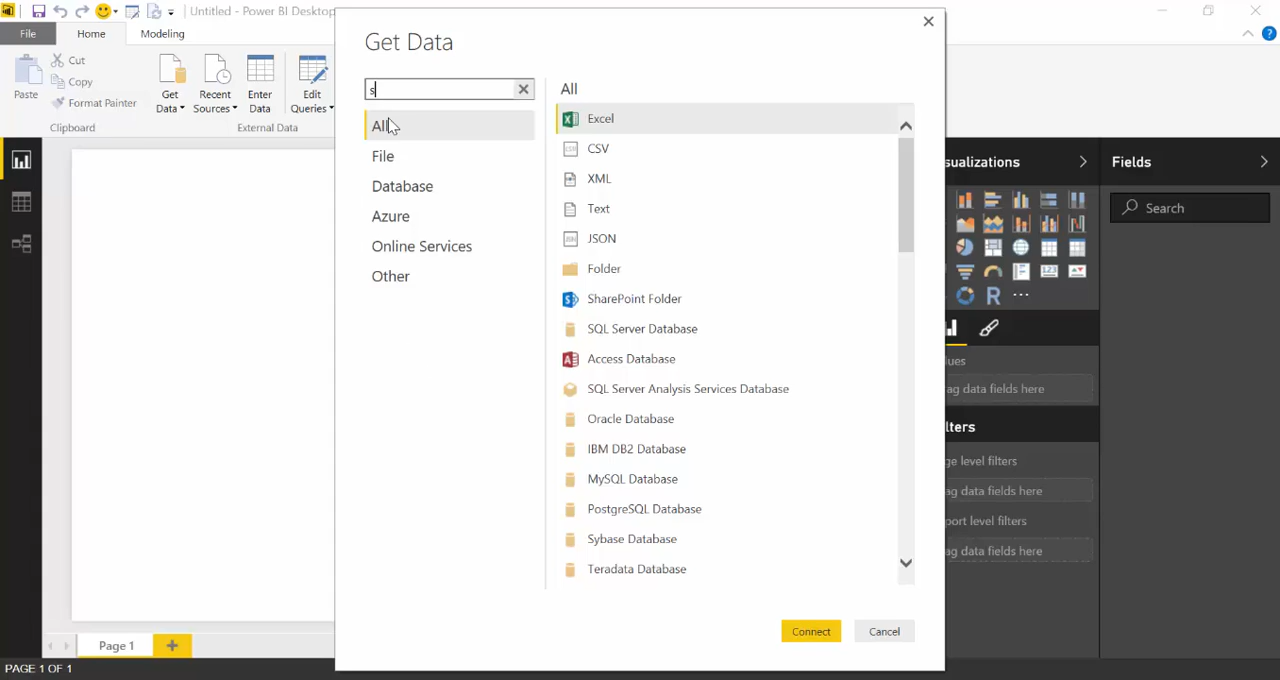 Untitled - Power BI Desktop
File
Home
Modeling
Paste
Cut
Copy
Format Painter
Clipboard
Get Data
Recent Sources
Enter Data
Edit Queries
External Data
Get Data
s
All
File
Database
Azure
Online Services
Other
All
Excel
CSV
XML
Text
JSON
Folder
SharePoint Folder
SQL Server Database
Access Database
SQL Server Analysis Services Database
Oracle Database
IBM DB2 Database
MySQL Database
PostgreSQL Database
Sybase Database
Teradata Database
Connect
Cancel
sualizations
Fields
Search
R
lues
ag data fields here
lters
ge level filters
ag data fields here
port level filters
ag data fields here
Page 1
PAGE 1 OF 1